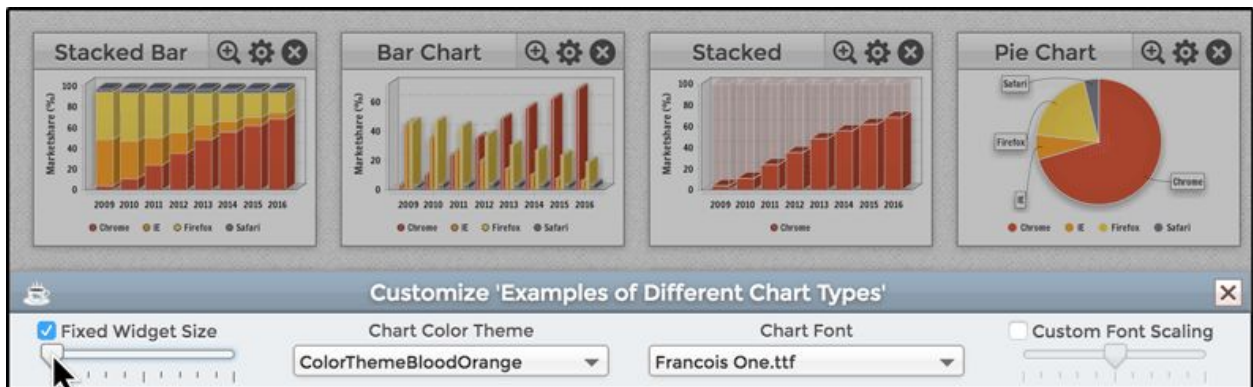 Stacked Bar
Marketshare (%)
100
80
60
40
20
0
2009 2010 2011 2012 2013 2014 2015 2016
Chrome IE Firefox Safari
Bar Chart
Marketshare (%)
60
40
20
0
2009 2010 2011 2012 2013 2014 2015 2016
Chrome IE Firefox Safari
Stacked
Marketshare (%)
100
80
60
40
20
0
2009 2010 2011 2012 2013 2014 2015 2016
Chrome
Pie Chart
Safari
Firefox
IE
Chrome
Chrome IE Firefox Safari
Customize 'Examples of Different Chart Types'
Fixed Widget Size
Chart Color Theme
ColorThemeBloodOrange
Chart Font
Francois One.ttf
Custom Font Scaling